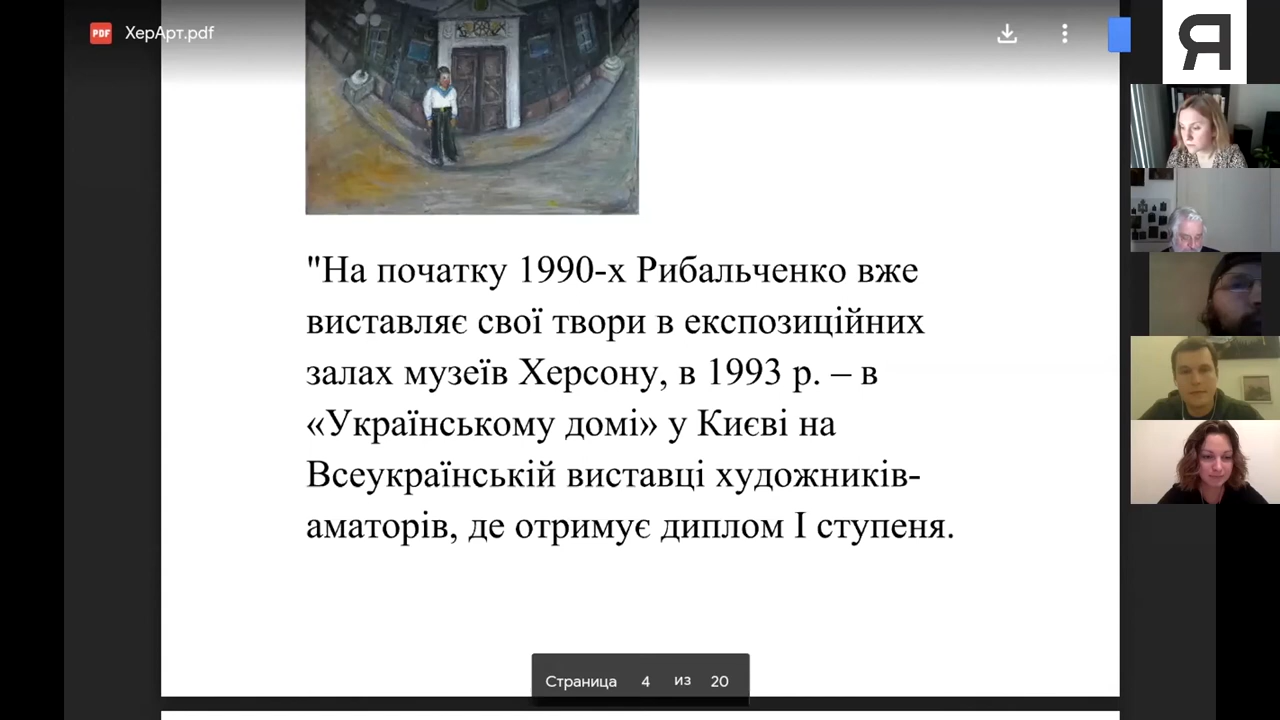 PDF ХерАрт.pdf
Я
"На початку 1990-х Рибальченко вже
виставляє свої твори в експозиційних
залах музеїв Херсону, в 1993 р. – в
«Українському домі» у Києві на
Всеукраїнській виставці художників-
аматорів, де отримує диплом І ступеня.
Страница 4 из 20